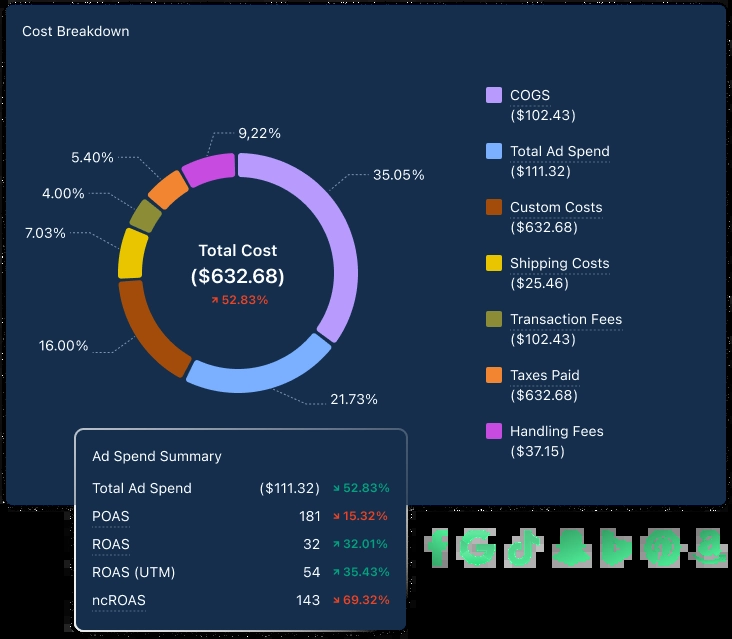 Cost Breakdown
9,22%
5.40%
35.05%
4.00%
7.03%
Total Cost
($632.68)
↗ 52.83%
16.00%
21.73%
COGS
($102.43)
Total Ad Spend
($111.32)
Custom Costs
($632.68)
Shipping Costs
($25.46)
Transaction Fees
($102.43)
Taxes Paid
($632.68)
Handling Fees
($37.15)
Ad Spend Summary
Total Ad Spend ($111.32) ↘ 52.83%
POAS 181 ↘ 15.32%
ROAS 32 ↗ 32.01%
ROAS (UTM) 54 ↗ 35.43%
ncROAS 143 ↘ 69.32%